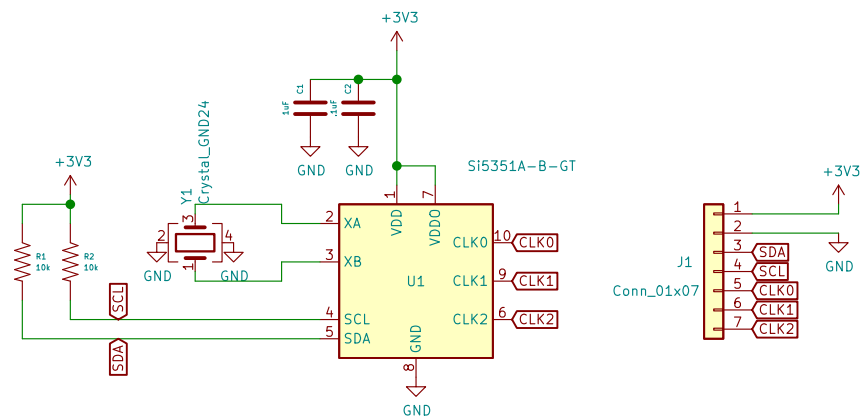 +3V3
C1
1uF
C2
.1uF
GND
GND
+3V3
R1
10k
R2
10k
Y1
Crystal_GND24
3
2
4
1
GND
GND
SCL
SDA
Si5351A-B-GT
1
7
VDD
VDDO
2
XA
3
XB
4
SCL
5
SDA
U1
GND
8
GND
CLK0
10
CLK0
CLK1
9
CLK1
CLK2
6
CLK2
+3V3
GND
J1
Conn_01x07
1
2
3
SDA
4
SCL
5
CLK0
6
CLK1
7
CLK2